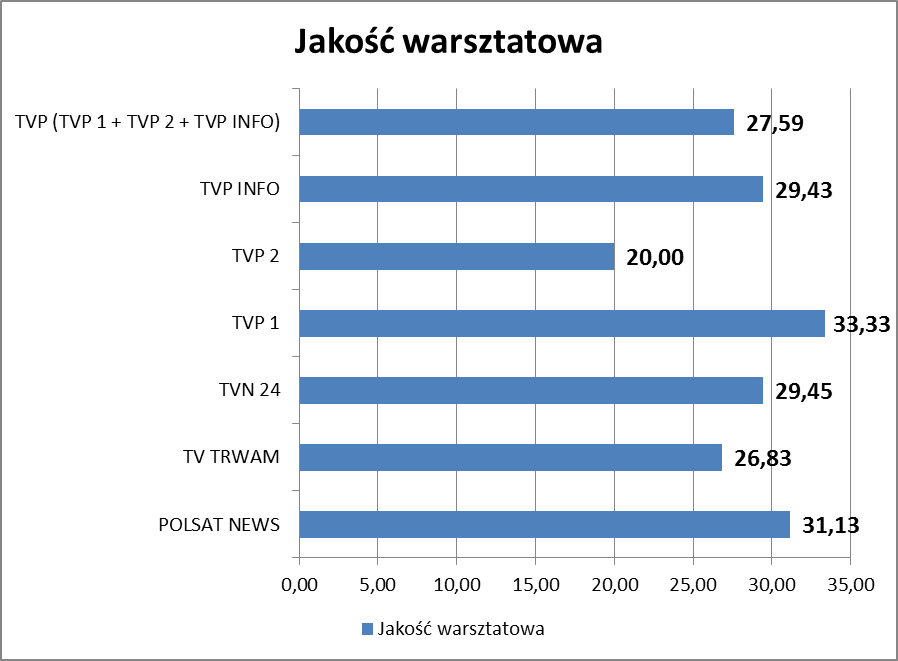 Jakość warsztatowa
TVP (TVP 1 + TVP 2 + TVP INFO) 27,59
TVP INFO 29,43
TVP 2 20,00
TVP 1 33,33
TVN 24 29,45
TV TRWAM 26,83
POLSAT NEWS 31,13
0,00 5,00 10,00 15,00 20,00 25,00 30,00 35,00
Jakość warsztatowa